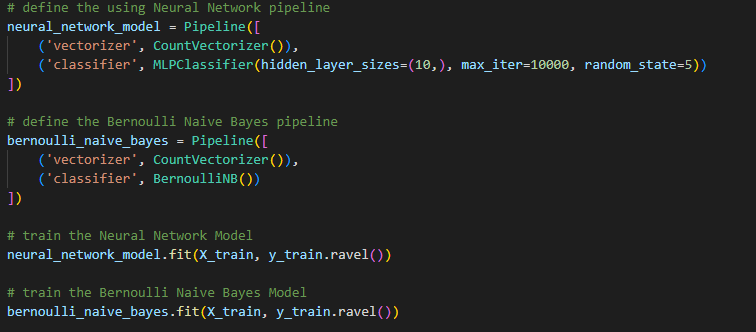 # define the using Neural Network pipeline
neural_network_model = Pipeline([
    ('vectorizer', CountVectorizer()),
    ('classifier', MLPClassifier(hidden_layer_sizes=(10,), max_iter=10000, random_state=5))
])
# define the Bernoulli Naive Bayes pipeline
bernoulli_naive_bayes = Pipeline([
    ('vectorizer', CountVectorizer()),
    ('classifier', BernoulliNB())
])
# train the Neural Network Model
neural_network_model.fit(X_train, y_train.ravel())
# train the Bernoulli Naive Bayes Model
bernoulli_naive_bayes.fit(X_train, y_train.ravel())